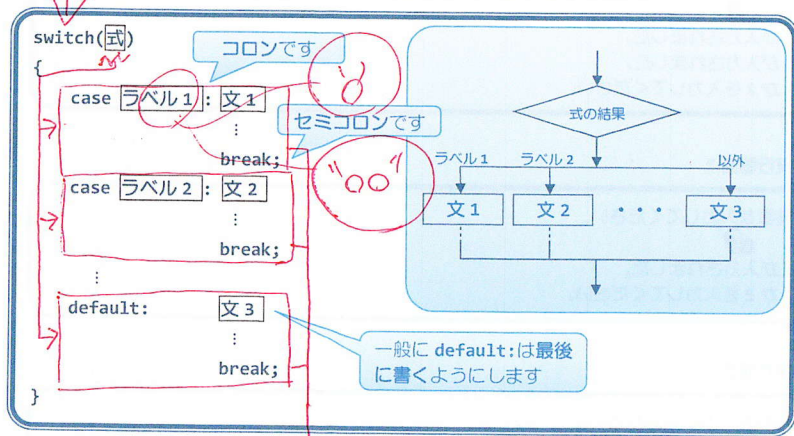 switch(式)
{
コロンです
case ラベル1: 文1
⋮
セミコロンです
break;
case ラベル2: 文2
⋮
break;
⋮
default: 文3
⋮
break;
一般に default:は最後
に書くようにします
}
式の結果
ラベル1 ラベル2 以外
文1 文2 ・・・ 文3
' o '
" o o "